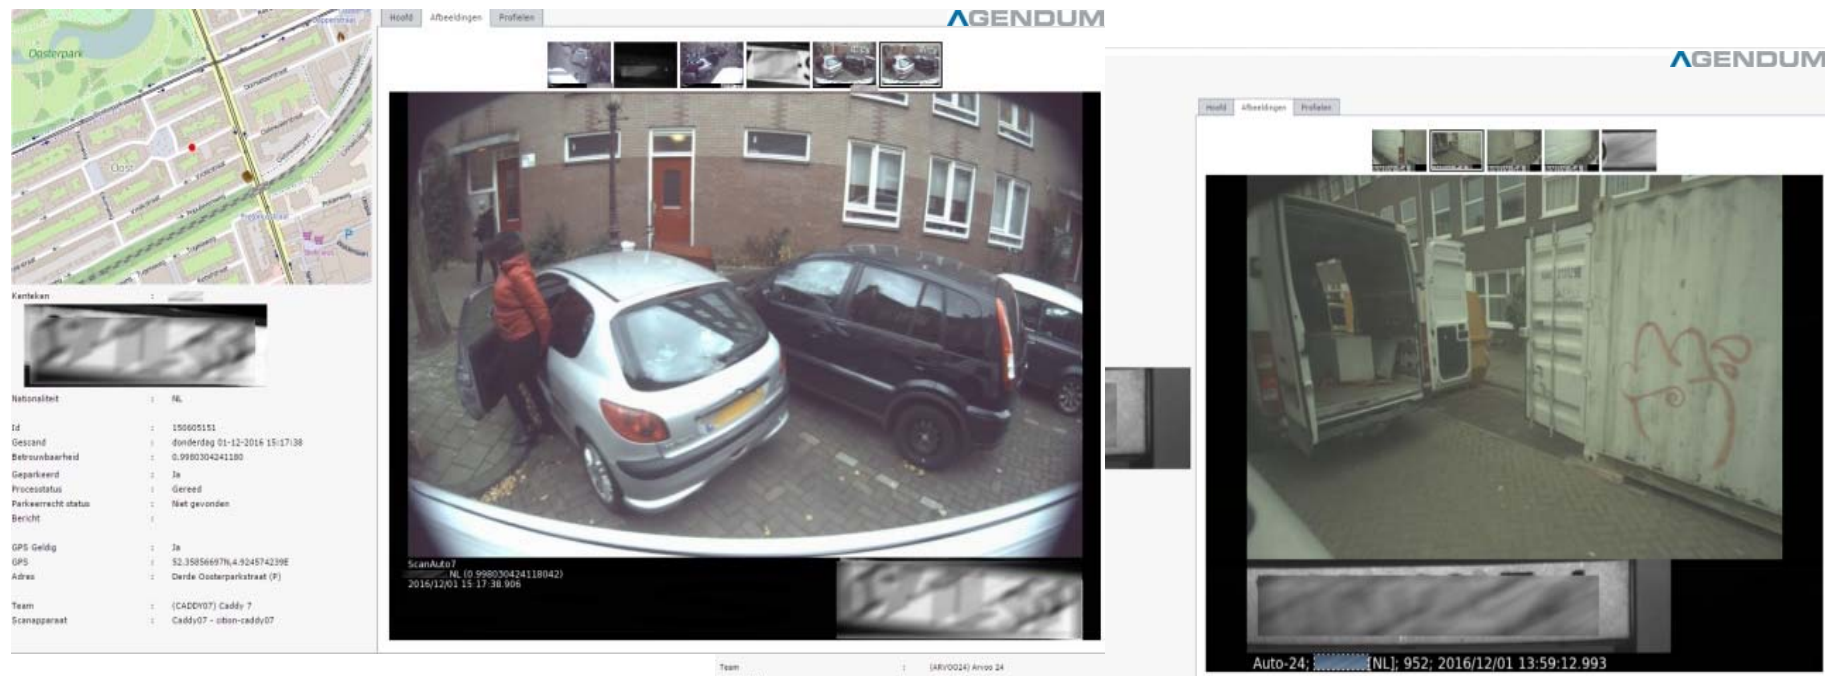 Oosterpark
Oost
Kenteken :
Nationaliteit : NL
Id : 150605151
Gescand : donderdag 01-12-2016 15:17:38
Betrouwbaarheid : 0.9980304241180
Geparkeerd : Ja
Processtatus : Gereed
Parkeerrecht status : Niet gevonden
Bericht :
GPS Geldig : Ja
GPS : 52.35856697N,4.924574239E
Adres : Derde Oosterparkstraat (P)
Team : (CADDY07) Caddy 7
Scanapparaat : Caddy07 - sition-caddy07
Hoofd Afbeeldingen Profielen
AGENDUM
ScanAuto7
NL (0.998030424118042)
2016/12/01 15:17:38.906
Team : (ARVOO24) Arvoo 24
AGENDUM
Hoofd Afbeeldingen Profielen
Auto-24; [NL]; 952; 2016/12/01 13:59:12.993